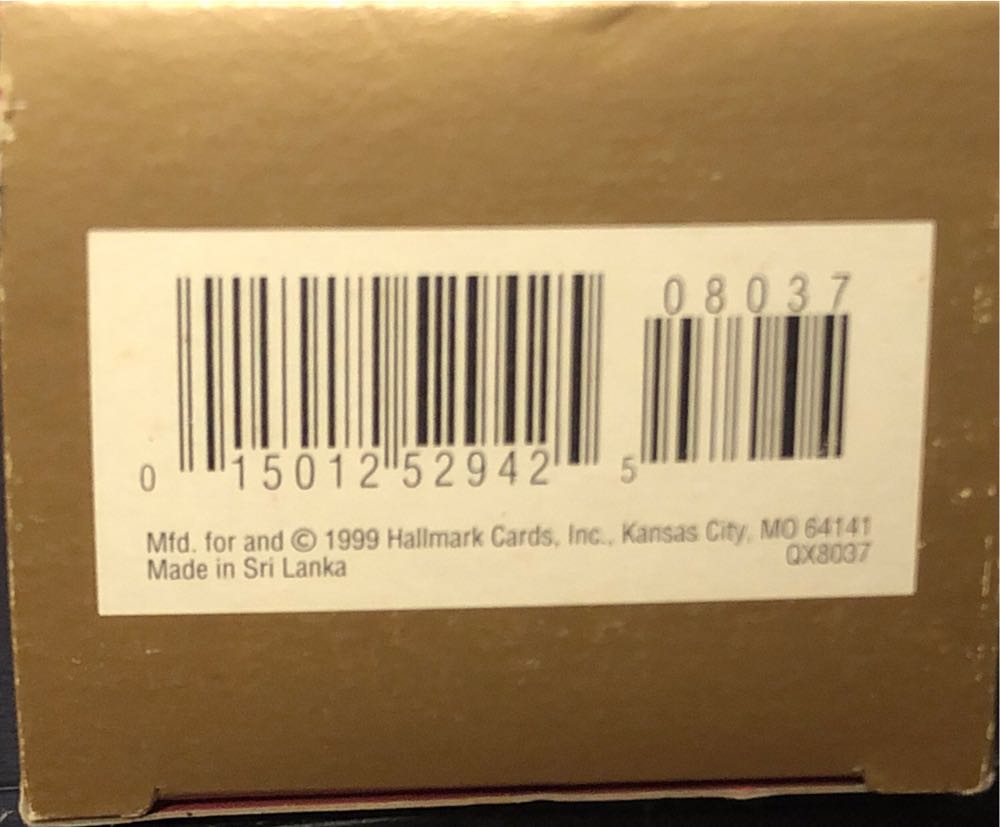 08037
0 15012 52942 5
Mfd. for and © 1999 Hallmark Cards, Inc., Kansas City, MO 64141
QX8037
Made in Sri Lanka